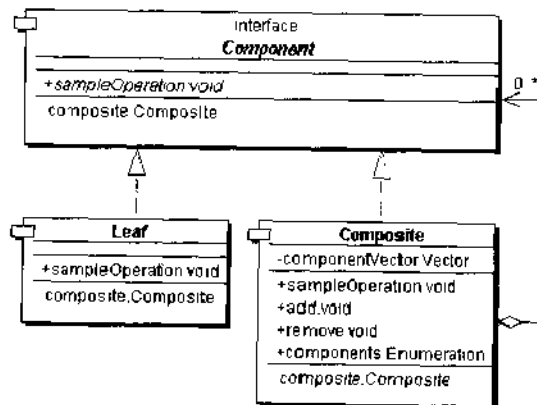 interface
Component
+sampleOperation void
0 *
composite Composite
Leaf
+sampleOperation void
composite.Composite
Composite
-componentVector Vector
+sampleOperation void
+add.void
+remove void
+components Enumeration
composite.Composite